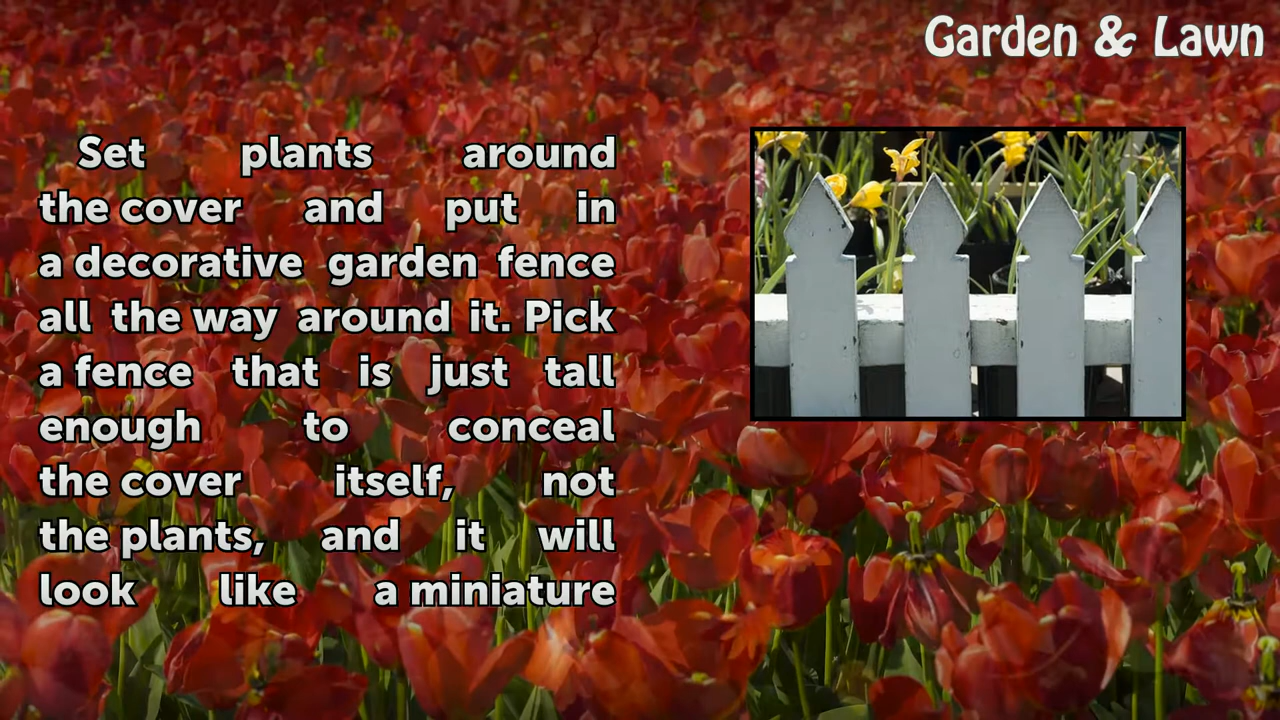 Garden & Lawn
Set plants around
the cover and put in
a decorative garden fence
all the way around it. Pick
a fence that is just tall
enough to conceal
the cover itself, not
the plants, and it will
look like a miniature